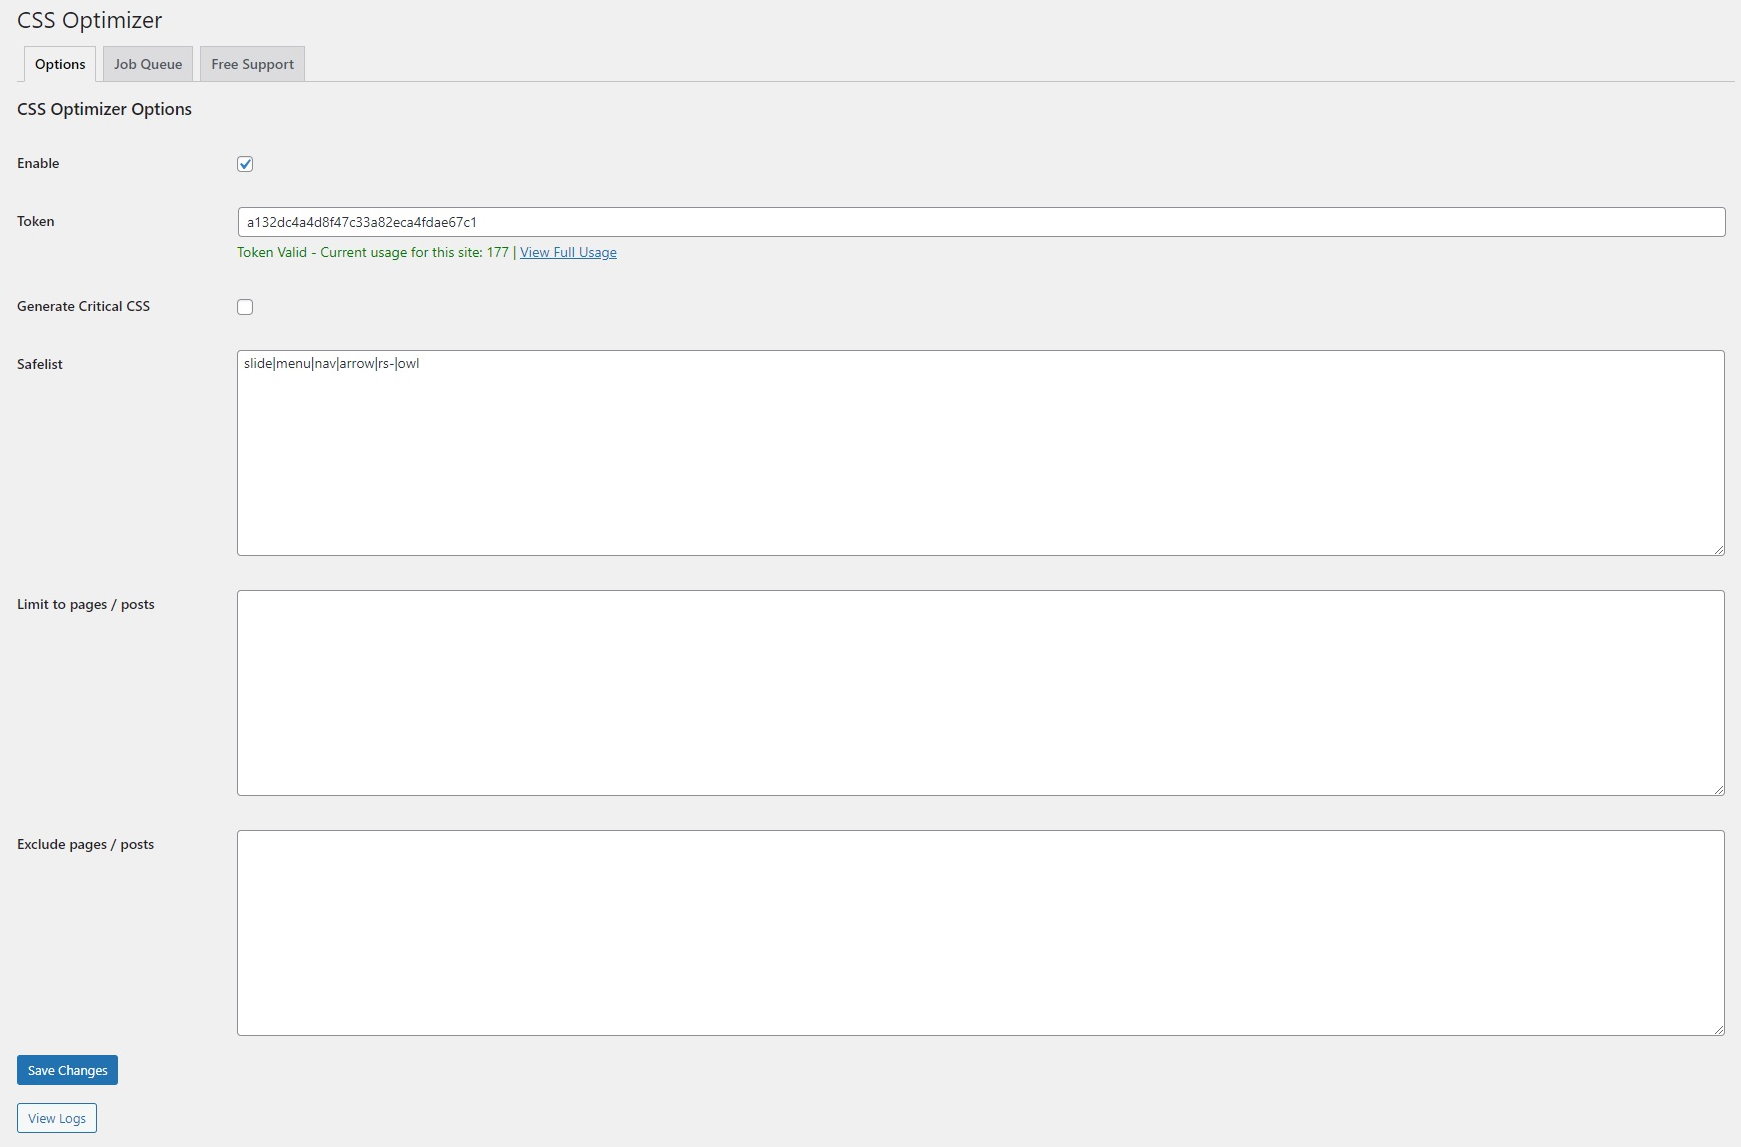 CSS Optimizer
Options
Job Queue
Free Support
CSS Optimizer Options
Enable
Token
a132dc4a4d8f47c33a82eca4fdae67c1
Token Valid - Current usage for this site: 177 | View Full Usage
Generate Critical CSS
Safelist
slide|menu|nav|arrow|rs-|owl
Limit to pages / posts
Exclude pages / posts
Save Changes
View Logs